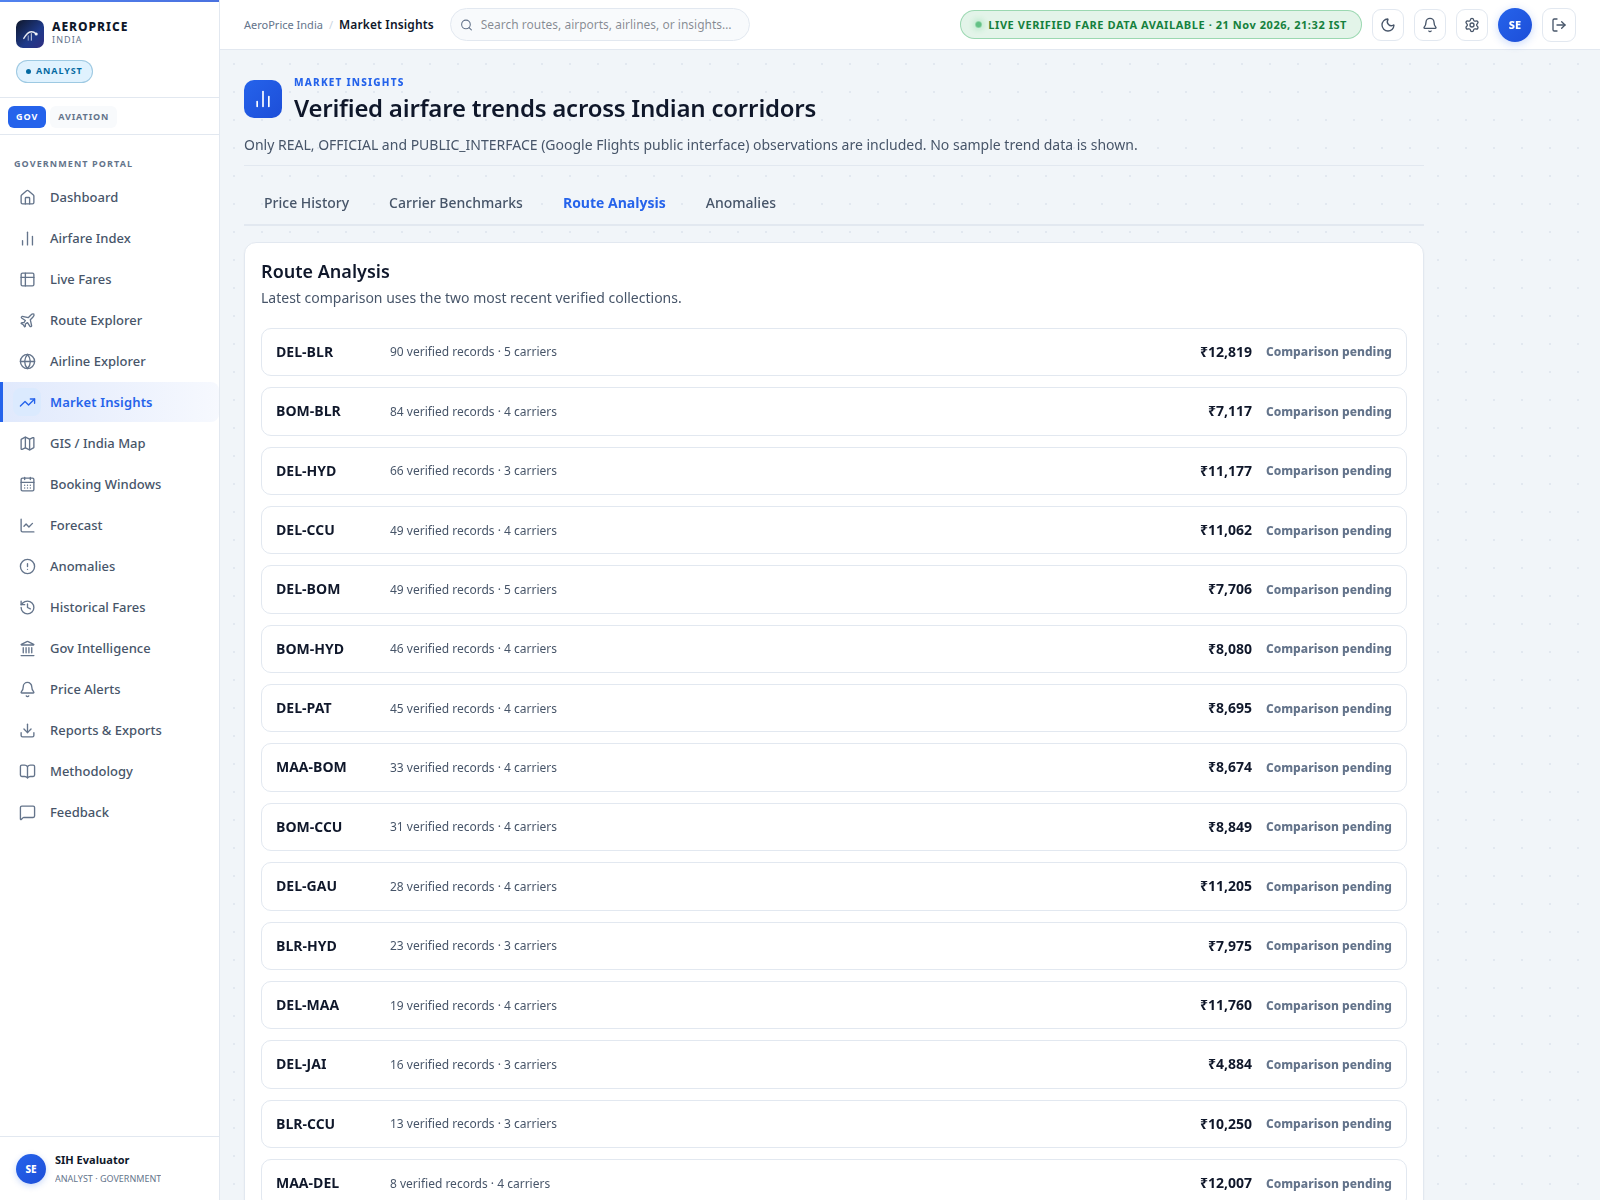 AEROPRICE
INDIA
ANALYST
GOV
AVIATION
GOVERNMENT PORTAL
Dashboard
Airfare Index
Live Fares
Route Explorer
Airline Explorer
Market Insights
GIS / India Map
Booking Windows
Forecast
Anomalies
Historical Fares
Gov Intelligence
Price Alerts
Reports & Exports
Methodology
Feedback
SE
SIH Evaluator
ANALYST · GOVERNMENT
AeroPrice India / Market Insights
Search routes, airports, airlines, or insights...
LIVE VERIFIED FARE DATA AVAILABLE · 21 Nov 2026, 21:32 IST
SE
MARKET INSIGHTS
Verified airfare trends across Indian corridors
Only REAL, OFFICIAL and PUBLIC_INTERFACE (Google Flights public interface) observations are included. No sample trend data is shown.
Price History
Carrier Benchmarks
Route Analysis
Anomalies
Route Analysis
Latest comparison uses the two most recent verified collections.
DEL-BLR 90 verified records · 5 carriers ₹12,819 Comparison pending
BOM-BLR 84 verified records · 4 carriers ₹7,117 Comparison pending
DEL-HYD 66 verified records · 3 carriers ₹11,177 Comparison pending
DEL-CCU 49 verified records · 4 carriers ₹11,062 Comparison pending
DEL-BOM 49 verified records · 5 carriers ₹7,706 Comparison pending
BOM-HYD 46 verified records · 4 carriers ₹8,080 Comparison pending
DEL-PAT 45 verified records · 4 carriers ₹8,695 Comparison pending
MAA-BOM 33 verified records · 4 carriers ₹8,674 Comparison pending
BOM-CCU 31 verified records · 4 carriers ₹8,849 Comparison pending
DEL-GAU 28 verified records · 4 carriers ₹11,205 Comparison pending
BLR-HYD 23 verified records · 3 carriers ₹7,975 Comparison pending
DEL-MAA 19 verified records · 4 carriers ₹11,760 Comparison pending
DEL-JAI 16 verified records · 3 carriers ₹4,884 Comparison pending
BLR-CCU 13 verified records · 3 carriers ₹10,250 Comparison pending
MAA-DEL 8 verified records · 4 carriers ₹12,007 Comparison pending